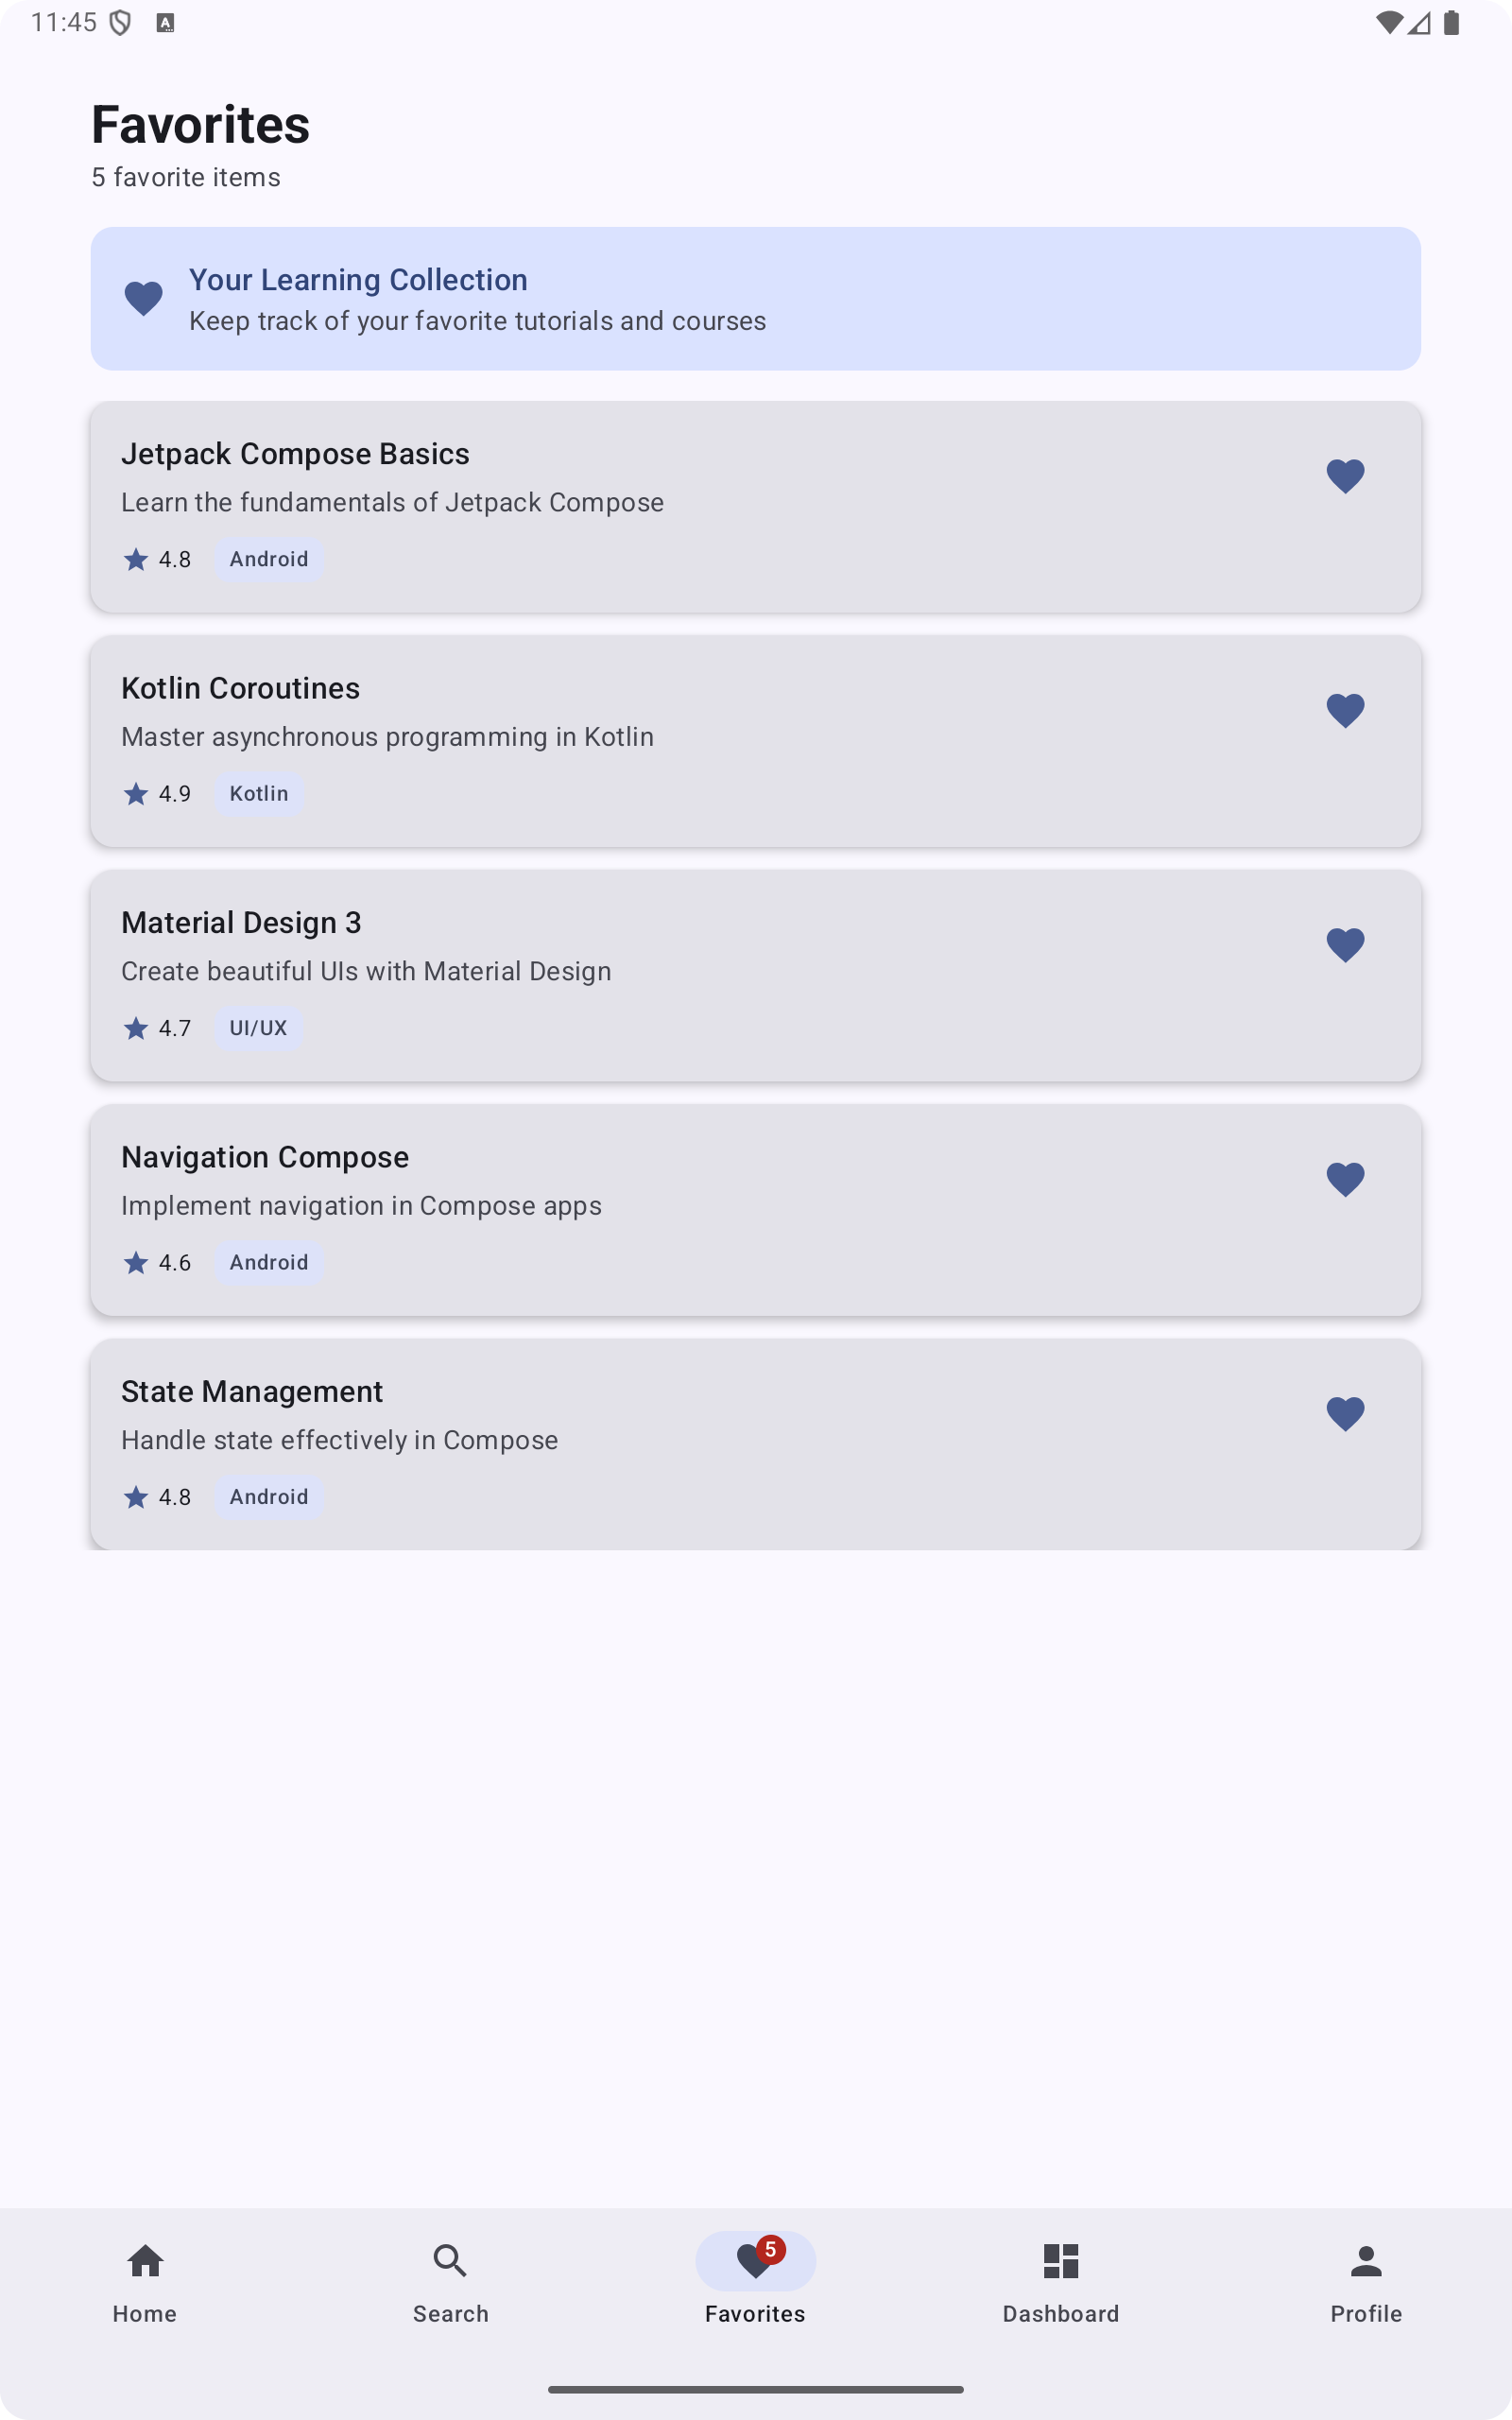 11:45
Favorites
5 favorite items
Your Learning Collection
Keep track of your favorite tutorials and courses
Jetpack Compose Basics
Learn the fundamentals of Jetpack Compose
4.8 Android
Kotlin Coroutines
Master asynchronous programming in Kotlin
4.9 Kotlin
Material Design 3
Create beautiful UIs with Material Design
4.7 UI/UX
Navigation Compose
Implement navigation in Compose apps
4.6 Android
State Management
Handle state effectively in Compose
4.8 Android
5
Home Search Favorites Dashboard Profile